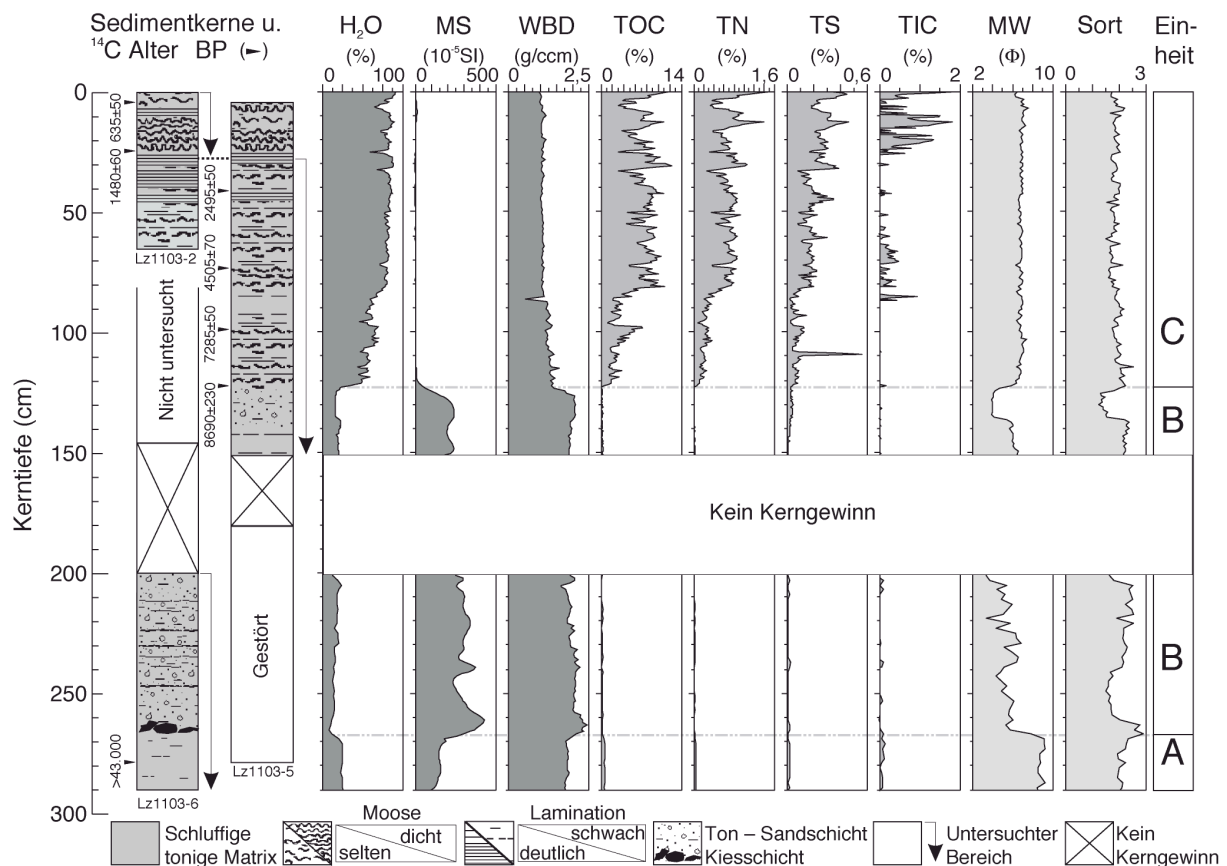 Sedimentkerne u.
¹⁴C Alter BP (►)
H₂O
(%)
0 100
MS
(10⁻⁵SI)
0 500
WBD
(g/ccm)
0 2,5
TOC
(%)
0 14
TN
(%)
0 1,6
TS
(%)
0 0,6
TIC
(%)
0 2
MW
(Φ)
2 10
Sort
0 3
Ein-
heit
Kerntiefe (cm)
0
50
100
150
200
250
300
635±50
1480±60
2495±50
4505±70
7285±50
8690±230
>43.000
Lz1103-2
Nicht untersucht
Gestört
Lz1103-5
Lz1103-6
Kein Kerngewinn
C
B
B
A
Schluffige
tonige Matrix
Moose
dicht
selten
Lamination
schwach
deutlich
Ton – Sandschicht
Kiesschicht
Untersuchter
Bereich
Kein
Kerngewinn